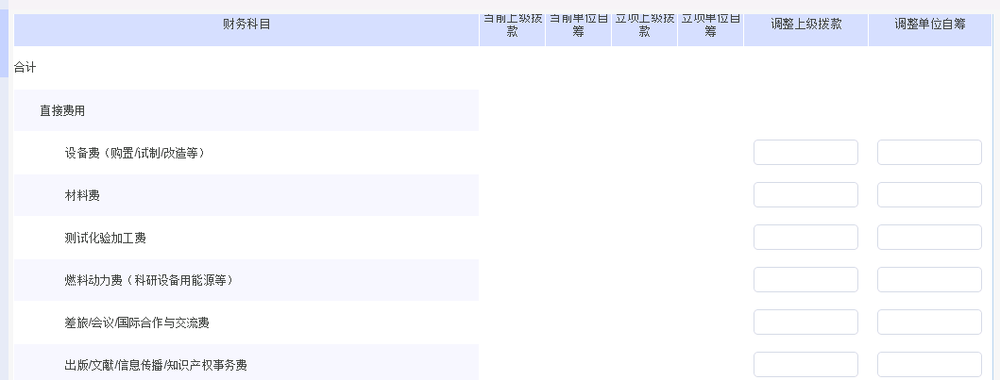 财务科目
当前上级拨款
当前单位自筹
立项上级拨款
立项单位自筹
调整上级拨款
调整单位自筹
合计
直接费用
设备费（购置/试制/改造等）
材料费
测试化验加工费
燃料动力费（科研设备用能源等）
差旅/会议/国际合作与交流费
出版/文献/信息传播/知识产权事务费